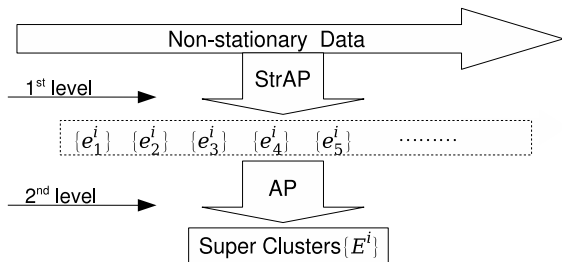 Non-stationary Data
StrAP
1st level
{e_1^i} {e_2^i} {e_3^i} {e_4^i} {e_5^i} .........
AP
2nd level
Super Clusters{E^i}